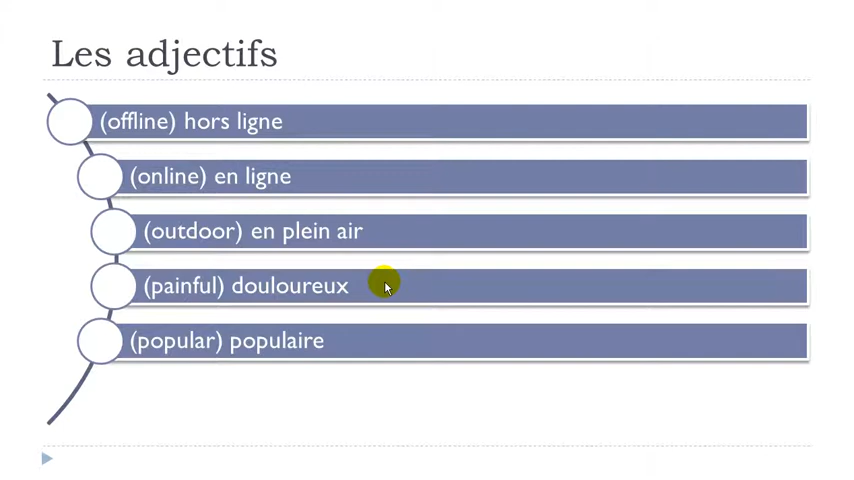 Les adjectifs
(offline) hors ligne
(online) en ligne
(outdoor) en plein air
(painful) douloureux
(popular) populaire